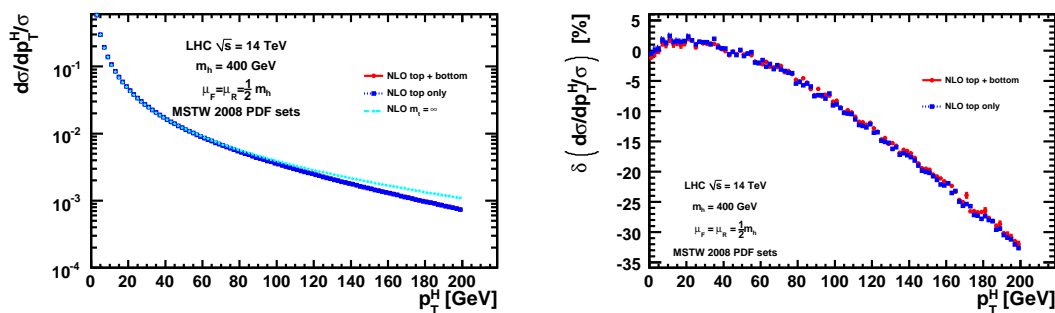 dσ/dp_T^H/σ
10^-1
10^-2
10^-3
10^-4
LHC √s = 14 TeV
m_h = 400 GeV
μ_F=μ_R=1/2 m_h
MSTW 2008 PDF sets
NLO top + bottom
NLO top only
NLO m_t = ∞
0 20 40 60 80 100 120 140 160 180 200
p_T^H [GeV]
δ ( dσ/dp_T^H/σ ) [%]
5
0
-5
-10
-15
-20
-25
-30
-35
NLO top + bottom
NLO top only
LHC √s = 14 TeV
m_h = 400 GeV
μ_F = μ_R = 1/2 m_h
MSTW 2008 PDF sets
0 20 40 60 80 100 120 140 160 180 200
p_T^H [GeV]